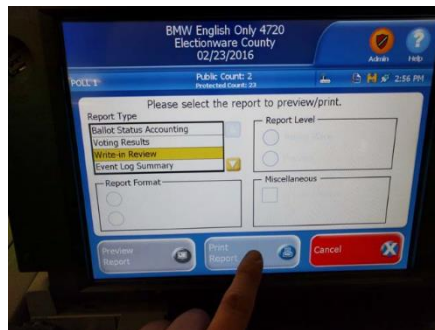 BMW English Only 4720
Electionware County
02/23/2016
Admin
Help
POLL 1
Public Count: 2
Protected Count: 23
2:56 PM
Please select the report to preview/print.
Report Type
Ballot Status Accounting
Voting Results
Write-in Review
Event Log Summary
Report Level
Report Format
Miscellaneous
Preview
Report
Print
Report
Cancel